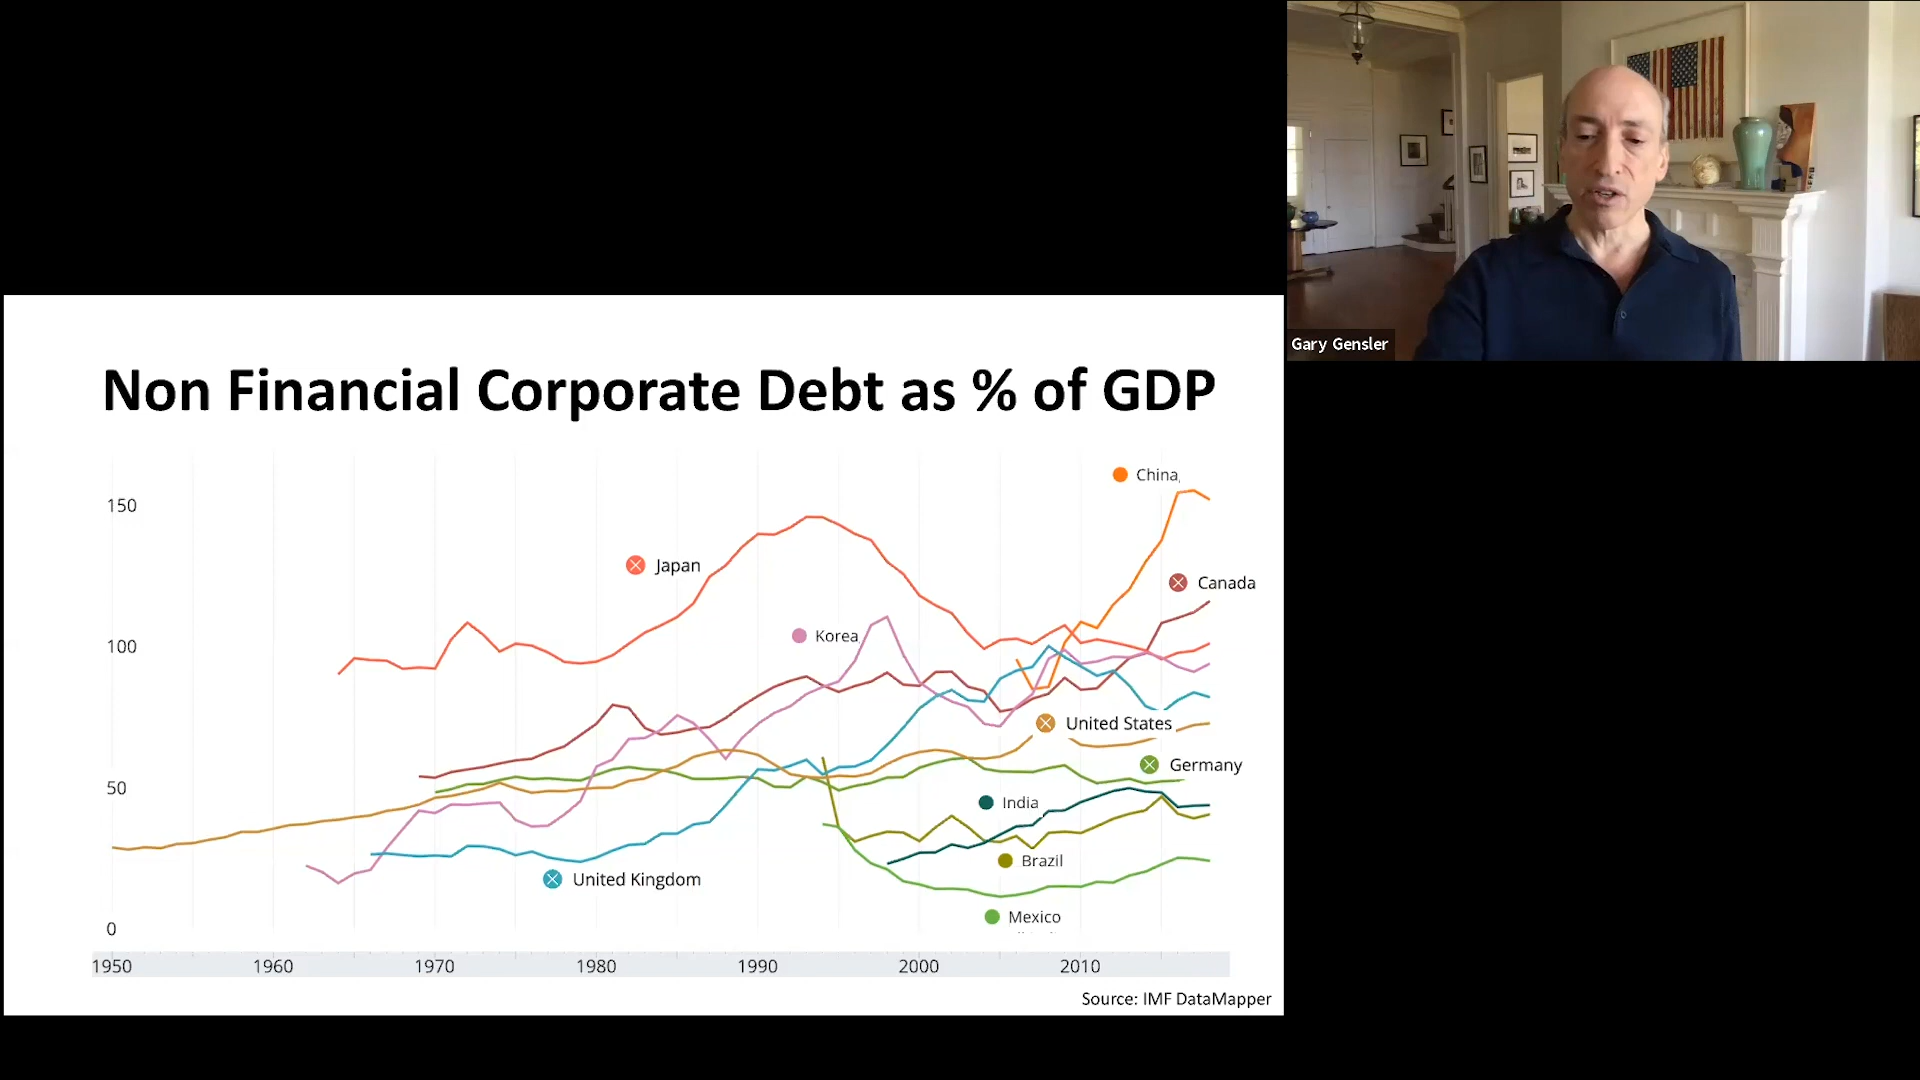 Gary Gensler
Non Financial Corporate Debt as % of GDP
China
150
Japan
Canada
Korea
100
United States
Germany
50
India
Brazil
United Kingdom
Mexico
0
1950 1960 1970 1980 1990 2000 2010
Source: IMF DataMapper